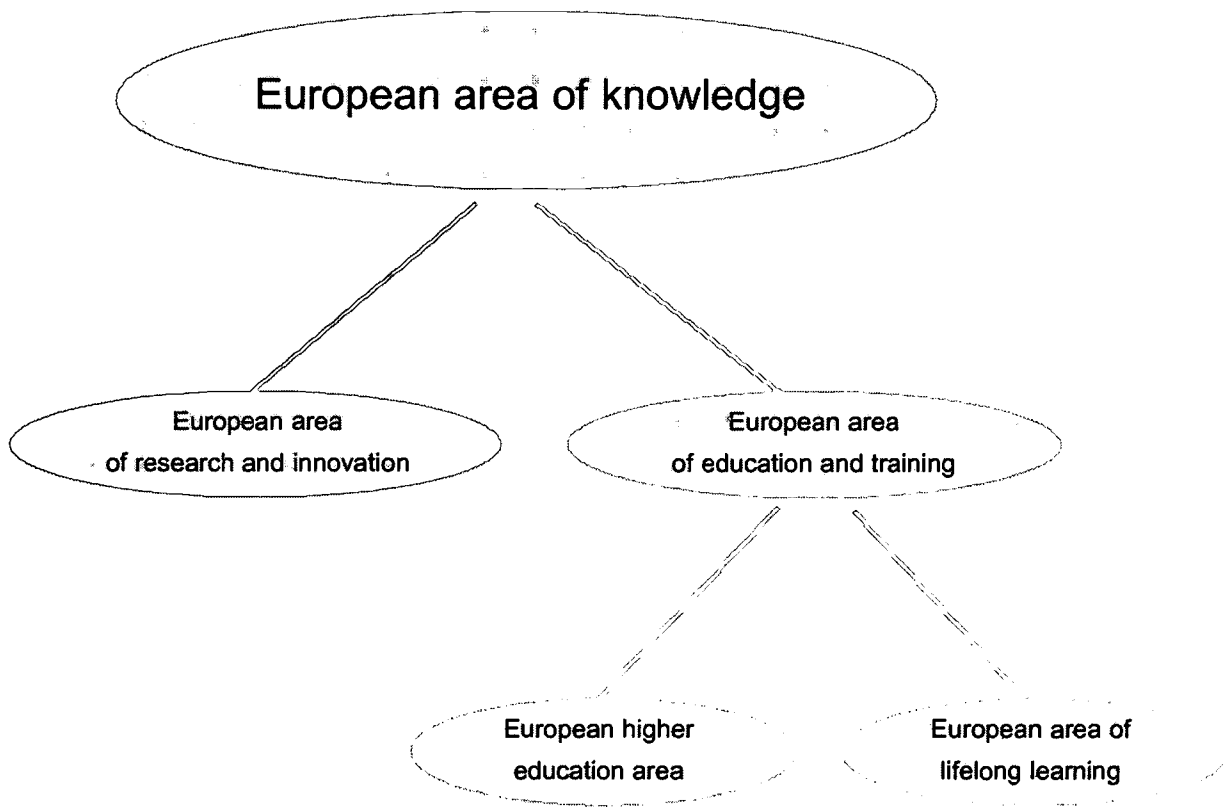 European area of knowledge
European area
of research and innovation
European area
of education and training
European higher
education area
European area of
lifelong learning